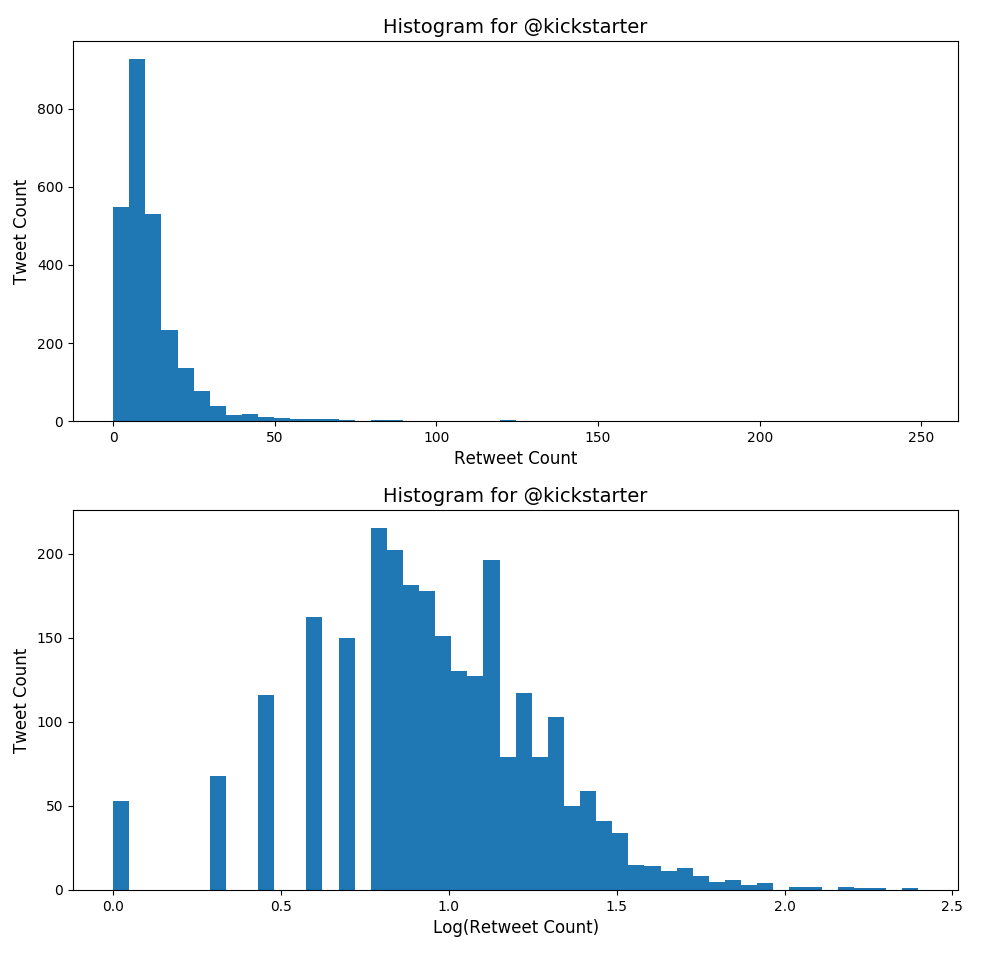 Histogram for @kickstarter
Tweet Count
800
600
400
200
0
0 50 100 150 200 250
Retweet Count
Histogram for @kickstarter
Tweet Count
200
150
100
50
0
0.0 0.5 1.0 1.5 2.0 2.5
Log(Retweet Count)